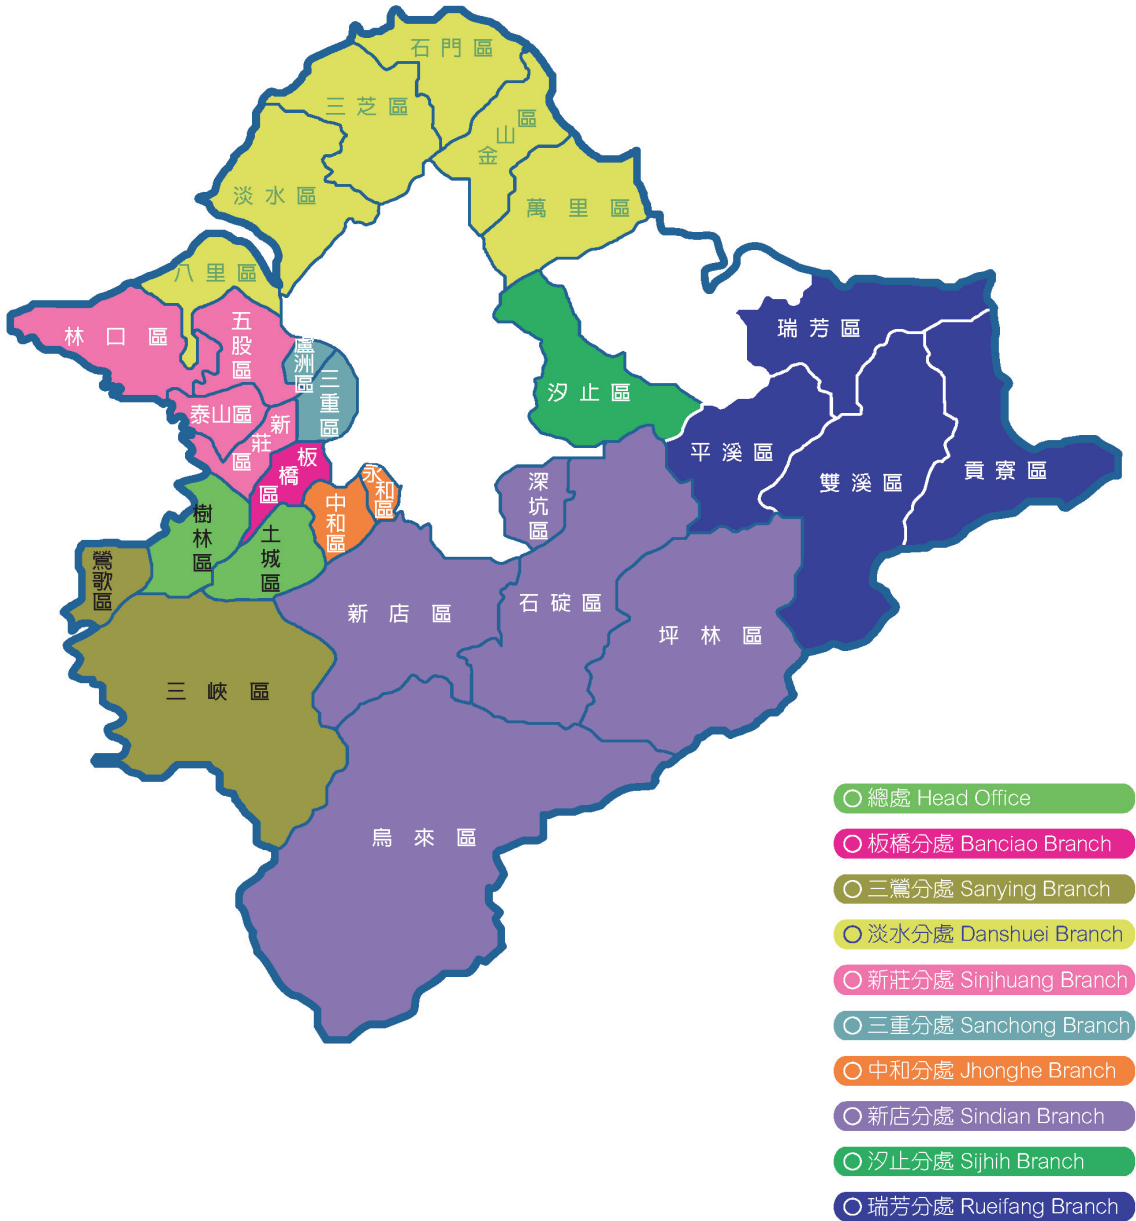 石門區
三芝區
金山區
淡水區
萬里區
八里區
林口區
五股區
瑞芳區
蘆洲區
三重區
汐止區
泰山區
新莊區
平溪區
雙溪區
貢寮區
板橋區
永和區
深坑區
中和區
樹林區
土城區
鶯歌區
新店區
石碇區
坪林區
三峽區
烏來區
總處 Head Office
板橋分處 Banciao Branch
三鶯分處 Sanying Branch
淡水分處 Danshuei Branch
新莊分處 Sinjhuang Branch
三重分處 Sanchong Branch
中和分處 Jhonghe Branch
新店分處 Sindian Branch
汐止分處 Sijhih Branch
瑞芳分處 Rueifang Branch